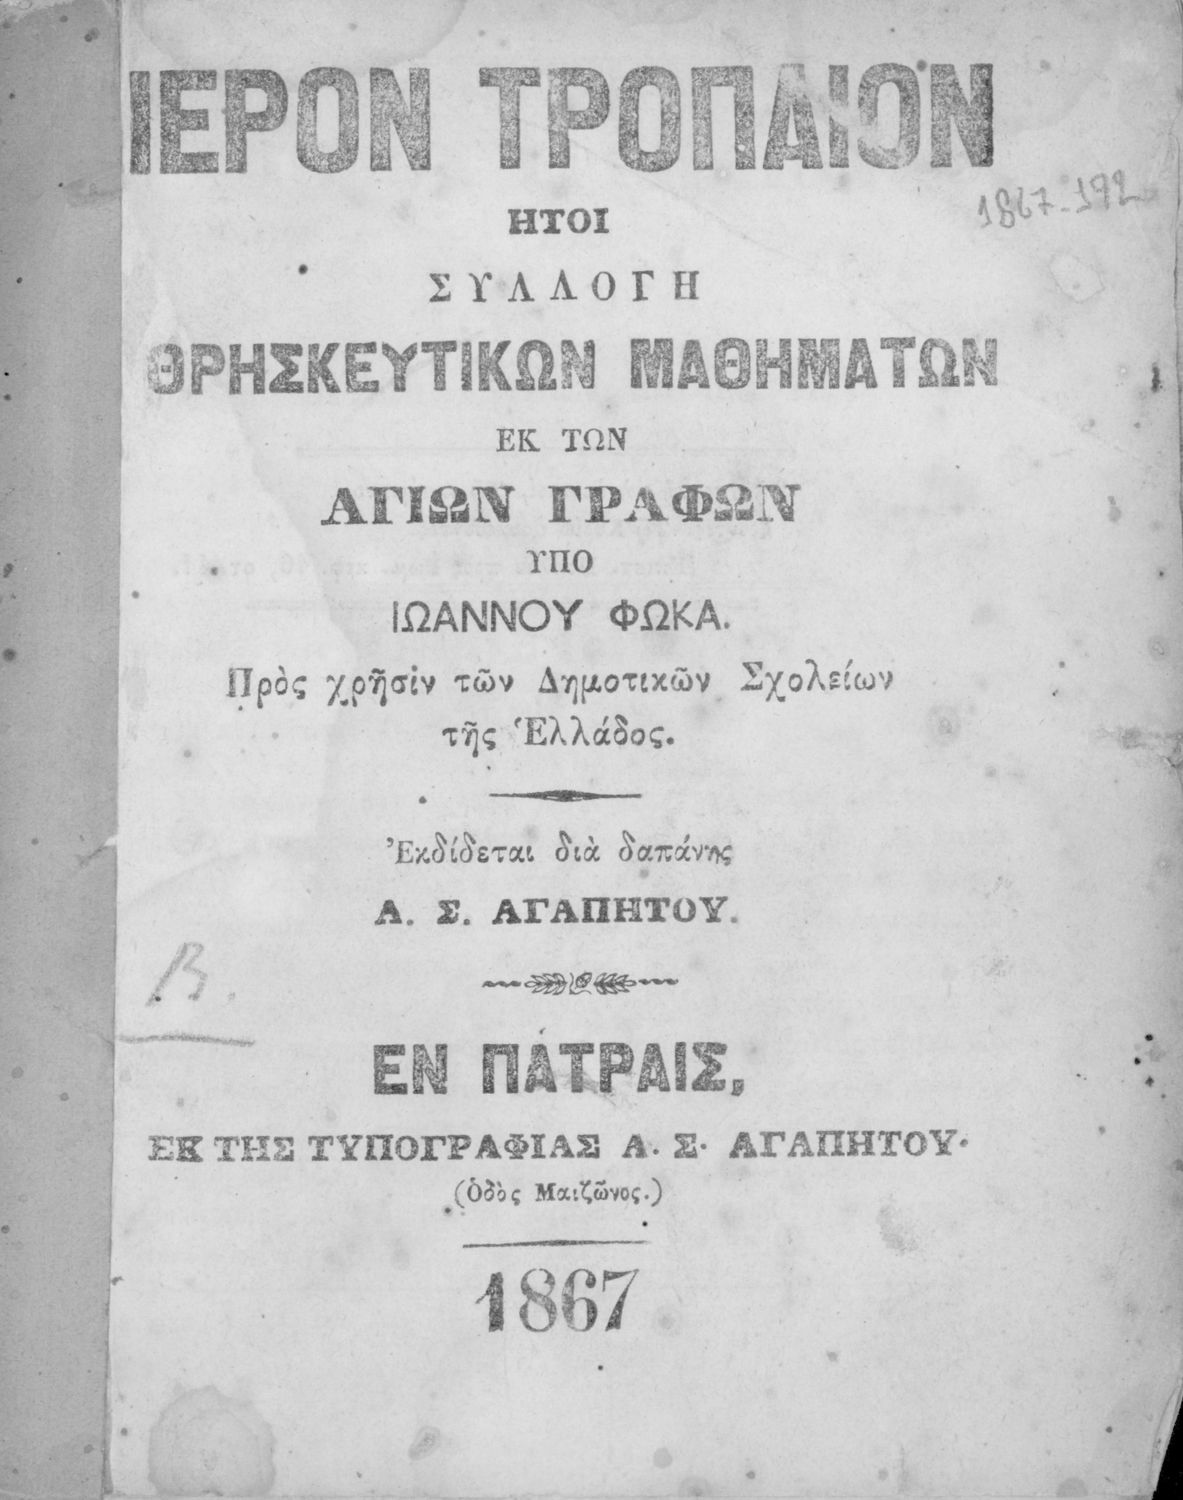 ΙΕΡΟΝ ΤΡΟΠΑΙΟΝ
1867-192
ΗΤΟΙ
ΣΥΛΛΟΓΗ
ΘΡΗΣΚΕΥΤΙΚΩΝ ΜΑΘΗΜΑΤΩΝ
ΕΚ ΤΩΝ
ΑΓΙΩΝ ΓΡΑΦΩΝ
ΥΠΟ
ΙΩΑΝΝΟΥ ΦΩΚΑ.
Πρὸς χρῆσὶν τῶν Δημοτικῶν Σχολείων
τῆς Ἑλλάδος.
Ἐκδίδεται διὰ δαπάνης
Α. Σ. ΑΓΑΠΗΤΟΥ.
B.
ΕΝ ΠΑΤΡΑΙΣ,
ΕΚ ΤΗΣ ΤΥΠΟΓΡΑΦΙΑΣ Α. Σ. ΑΓΑΠΗΤΟΥ.
(Ὁδὸς Μαιζῶνος.)
1867